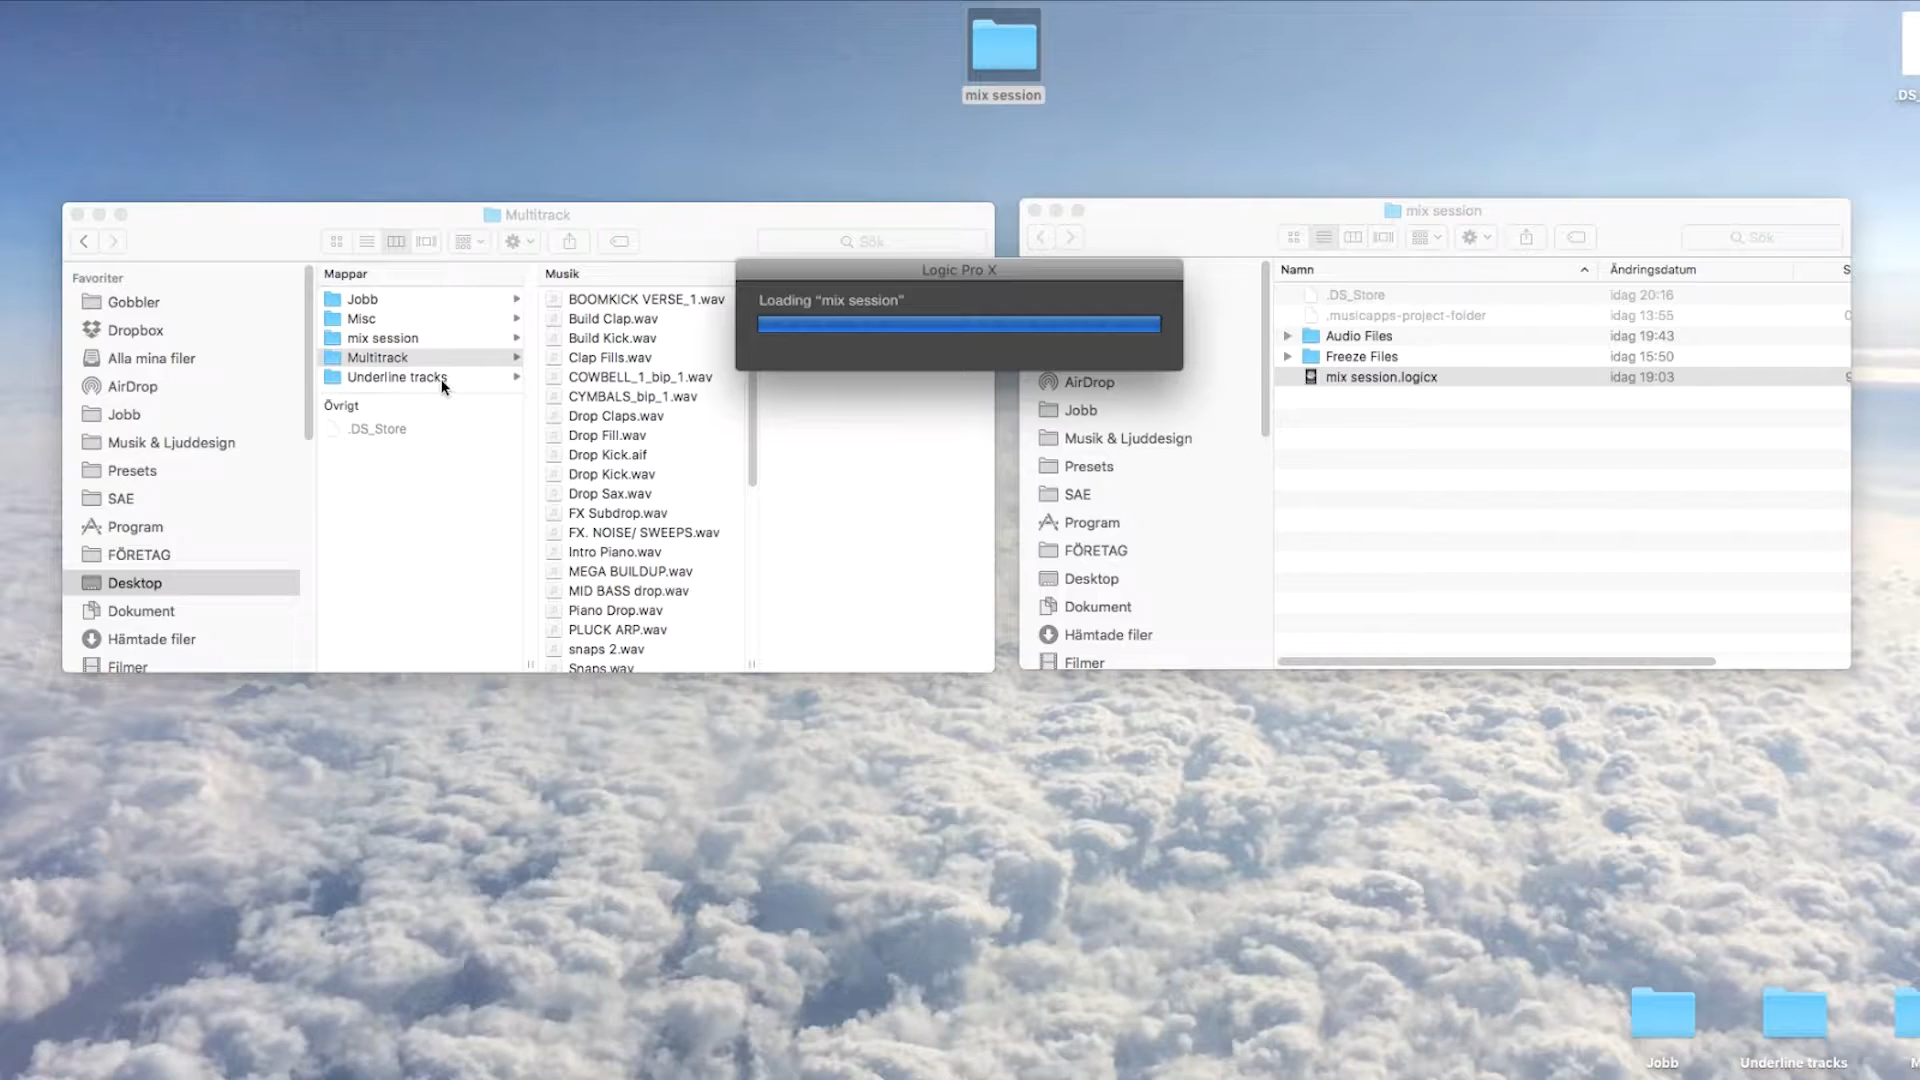 mix session
.DS_
Multitrack
Sök
Favoriter
Gobbler
Dropbox
Alla mina filer
AirDrop
Jobb
Musik & Ljuddesign
Presets
SAE
Program
FÖRETAG
Desktop
Dokument
Hämtade filer
Filmer
Mappar
Jobb
Misc
mix session
Multitrack
Underline tracks
Övrigt
.DS_Store
Musik
BOOMKICK VERSE_1.wav
Build Clap.wav
Build Kick.wav
Clap Fills.wav
COWBELL_1_bip_1.wav
CYMBALS_bip_1.wav
Drop Claps.wav
Drop Fill.wav
Drop Kick.aif
Drop Kick.wav
Drop Sax.wav
FX Subdrop.wav
FX. NOISE/ SWEEPS.wav
Intro Piano.wav
MEGA BUILDUP.wav
MID BASS drop.wav
Piano Drop.wav
PLUCK ARP.wav
snaps 2.wav
Snaps.wav
Logic Pro X
Loading “mix session”
mix session
Sök
AirDrop
Jobb
Musik & Ljuddesign
Presets
SAE
Program
FÖRETAG
Desktop
Dokument
Hämtade filer
Filmer
Namn Ändringsdatum S
.DS_Store idag 20:16
.musicapps-project-folder idag 13:55
Audio Files idag 19:43
Freeze Files idag 15:50
mix session.logicx idag 19:03
Jobb
Underline tracks